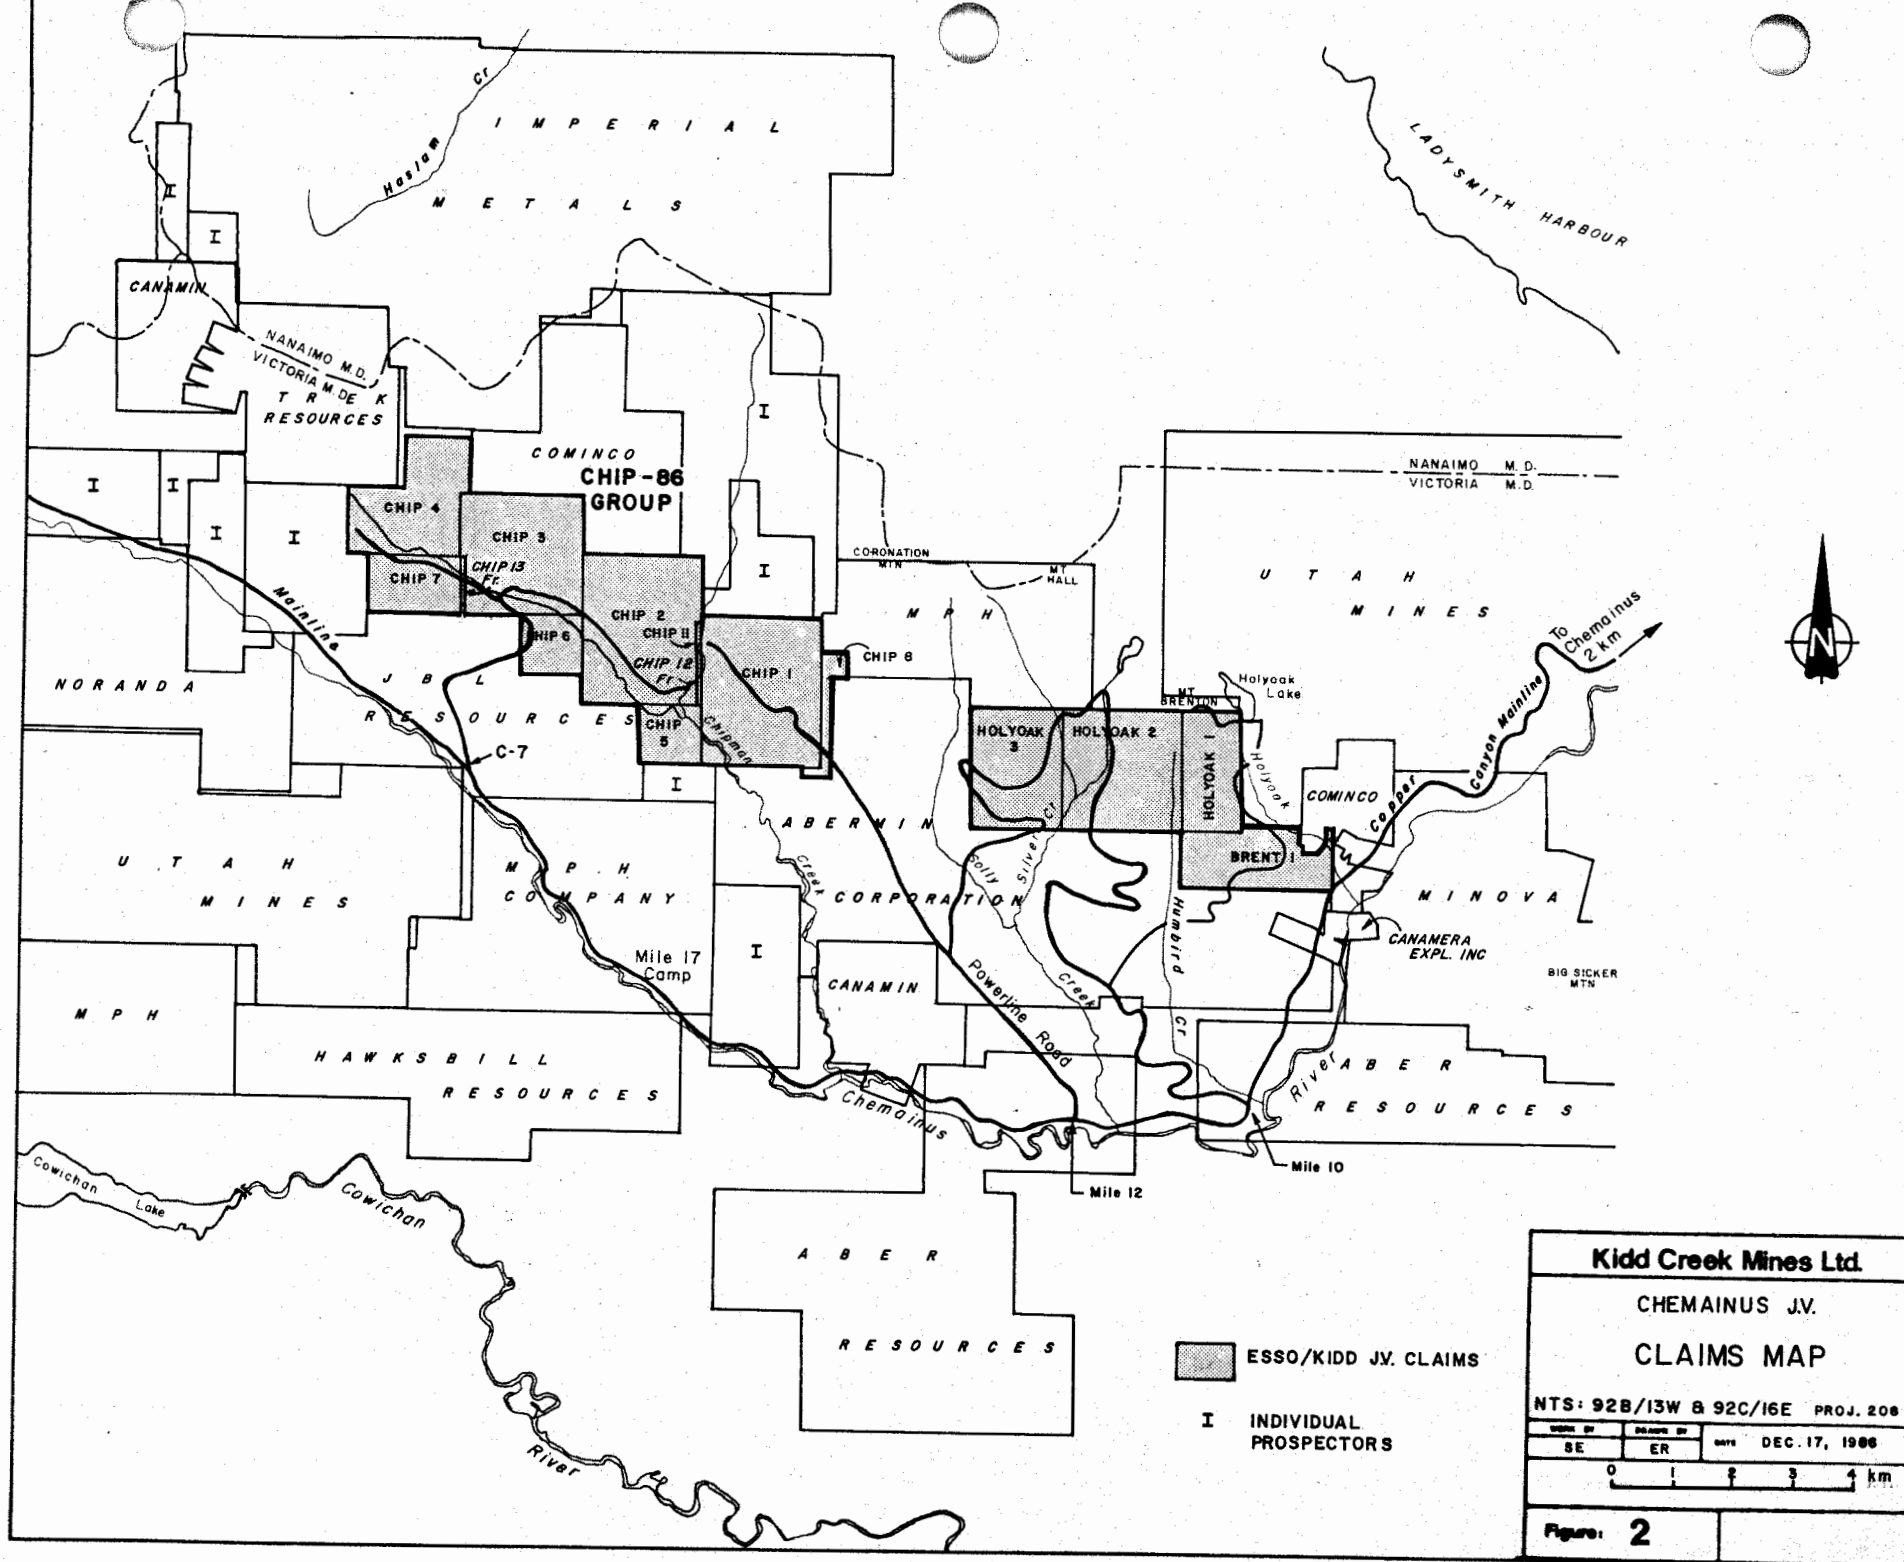 Haslam Cr
IMPERIAL
METALS
LADYSMITH HARBOUR
I
I
CANAMIN
NANAIMO M.D.
VICTORIA M.D.
TREK
RESOURCES
I
COMINCO
CHIP-86
GROUP
NANAIMO M.D.
VICTORIA M.D.
I
I
I
I
CHIP 4
CHIP 3
CHIP 13
Fr.
CHIP 7
I
CORONATION
MTN
MT
HALL
UTAH
MINES
MPH
To
Chemainus
2 km
N
Mainline
CHIP 2
CHIP 11
HIP 6
CHIP 12
Fr.
CHIP 1
CHIP 8
NORANDA
JBL
RESOURCES
CHIP
5
Chipman
Creek
C-7
I
Holyoak
Lake
MT
BRENTON
HOLYOAK
3
HOLYOAK 2
HOLYOAK 1
Holyoak
COMINCO
Copper
Canyon Mainline
BRENT 1
ABERMIN
CORPORATION
Solly
Silver Cr
Creek
Humbird
Cr
UTAH
MINES
MPH
COMPANY
MINOVA
CANAMERA
EXPL. INC
BIG SICKER
MTN
Mile 17
Camp
I
CANAMIN
Powerline Road
MPH
HAWKSBILL
RESOURCES
Chemainus
River
ABER
RESOURCES
Mile 10
Mile 12
Cowichan
Lake
Cowichan
River
ABER
RESOURCES
ESSO/KIDD J.V. CLAIMS
I INDIVIDUAL
PROSPECTORS
Kidd Creek Mines Ltd.
CHEMAINUS J.V.
CLAIMS MAP
NTS: 92B/13W & 92C/16E PROJ. 206
WORK BY DRAWN BY
SE ER DATE DEC. 17, 1986
0 1 2 3 4 km
Figure: 2